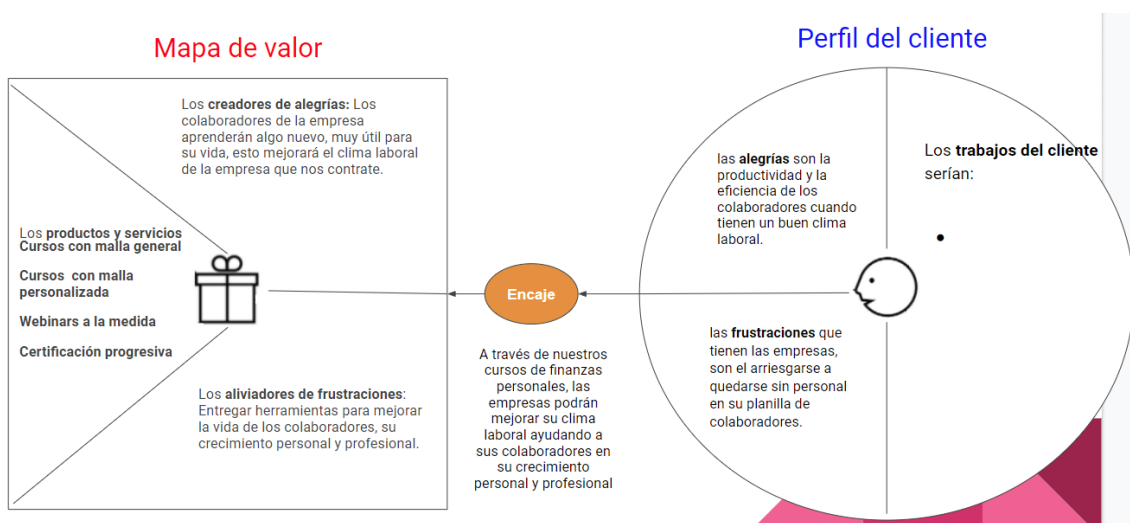 Mapa de valor
Los creadores de alegrías: Los
colaboradores de la empresa
aprenderán algo nuevo, muy útil para
su vida, esto mejorará el clima laboral
de la empresa que nos contrate.
Los productos y servicios
Cursos con malla general
Cursos con malla
personalizada
Webinars a la medida
Certificación progresiva
Los aliviadores de frustraciones:
Entregar herramientas para mejorar
la vida de los colaboradores, su
crecimiento personal y profesional.
Encaje
A través de nuestros
cursos de finanzas
personales, las
empresas podrán
mejorar su clima
laboral ayudando a
sus colaboradores en
su crecimiento
personal y profesional
Perfil del cliente
las alegrías son la
productividad y la
eficiencia de los
colaboradores cuando
tienen un buen clima
laboral.
Los trabajos del cliente
serían:
las frustraciones que
tienen las empresas,
son el arriesgarse a
quedarse sin personal
en su planilla de
colaboradores.